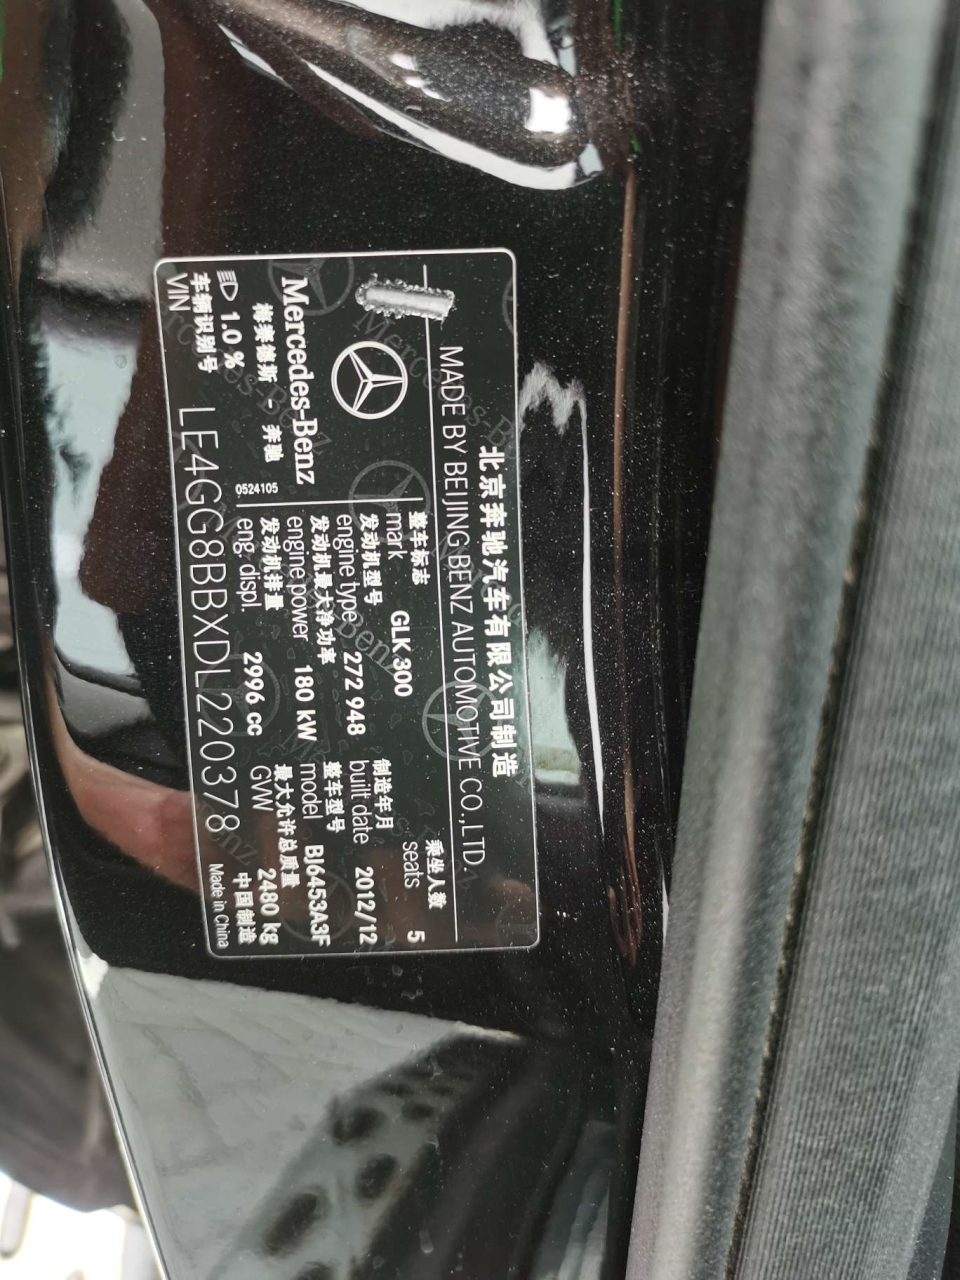 北京奔驰汽车有限公司制造
MADE BY BEIJING BENZ AUTOMOTIVE CO.,LTD.
整车标志 乘坐人数
mark GLK 300 seats 5
发动机型号 制造年月
engine type 272 948 built date 2012/12
发动机最大净功率 整车型号
engine power 180 kW model BJ6453A3F
发动机排量 最大允许总质量
eng. displ 2996 cc GVW 2480 kg
Mercedes-Benz
梅赛德斯 - 奔驰
0524105
1.0 %
车辆识别号
VIN LE4GG8BBXDL220378
中国制造
Made in China